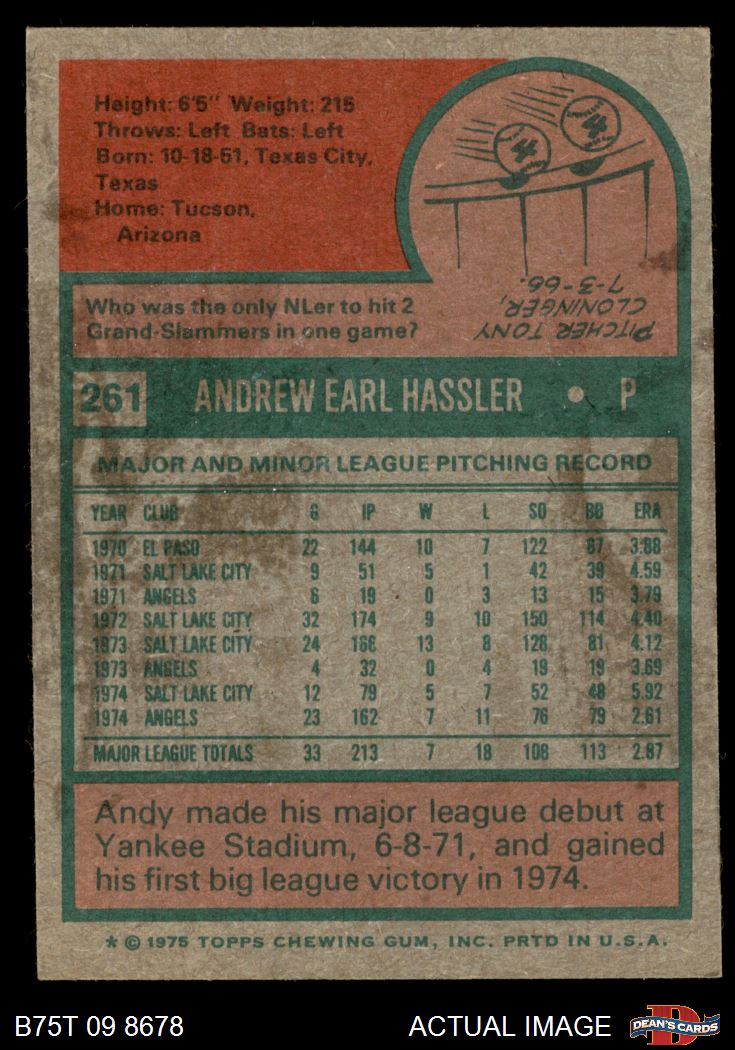 Height: 6'5" Weight: 215
Throws: Left Bats: Left
Born: 10-18-51, Texas City,
Texas
Home: Tucson,
Arizona
4 4
Who was the only NLer to hit 2
Grand-Slammers in one game?
PITCHER TONY
CLONINGER,
7-3-66.
261 ANDREW EARL HASSLER • P
MAJOR AND MINOR LEAGUE PITCHING RECORD
YEAR CLUB G IP W L SO BB ERA
1970 EL PASO 22 144 10 7 122 87 3.88
1971 SALT LAKE CITY 9 51 5 1 42 39 4.59
1971 ANGELS 6 19 0 3 13 15 3.79
1972 SALT LAKE CITY 32 174 9 10 150 114 4.40
1973 SALT LAKE CITY 24 166 13 8 128 81 4.12
1973 ANGELS 4 32 0 4 19 19 3.69
1974 SALT LAKE CITY 12 79 5 7 52 48 5.92
1974 ANGELS 23 162 7 11 76 79 2.61
MAJOR LEAGUE TOTALS 33 213 7 18 108 113 2.87
Andy made his major league debut at
Yankee Stadium, 6-8-71, and gained
his first big league victory in 1974.
* © 1975 TOPPS CHEWING GUM, INC. PRTD IN U.S.A.
B75T 09 8678 ACTUAL IMAGE D DEAN'S CARDS